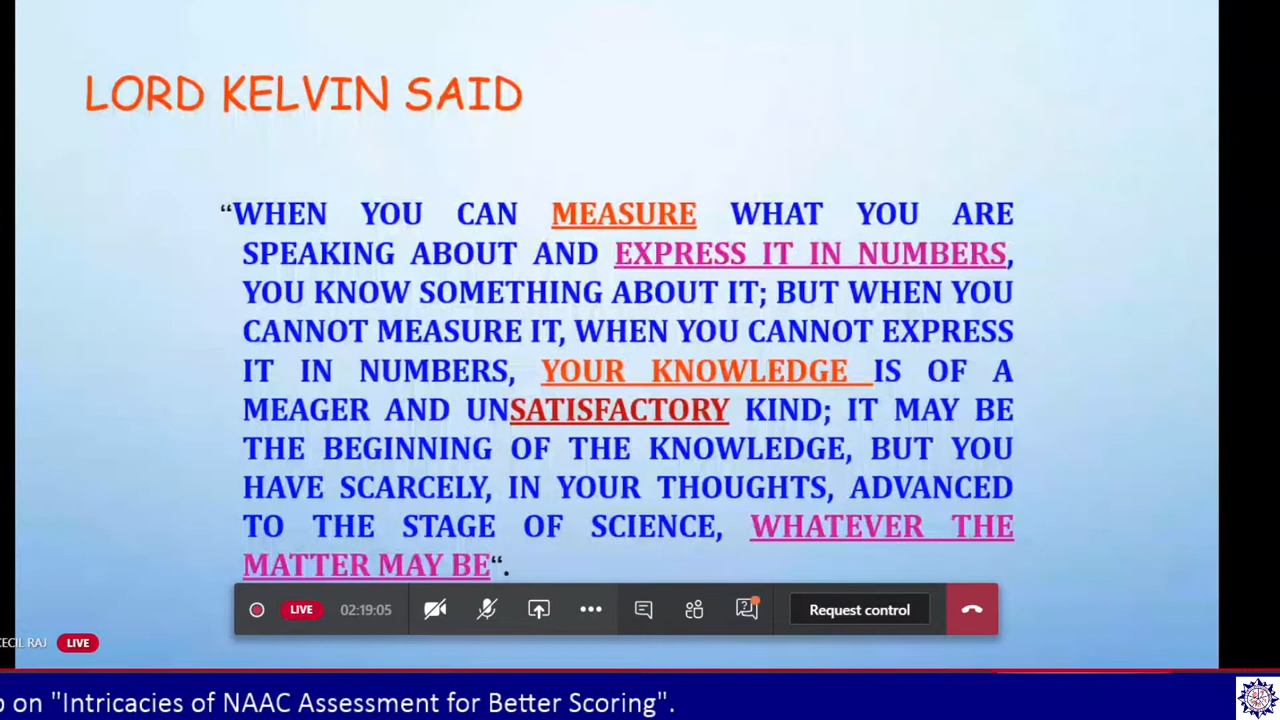 LORD KELVIN SAID
“WHEN YOU CAN MEASURE WHAT YOU ARE
SPEAKING ABOUT AND EXPRESS IT IN NUMBERS,
YOU KNOW SOMETHING ABOUT IT; BUT WHEN YOU
CANNOT MEASURE IT, WHEN YOU CANNOT EXPRESS
IT IN NUMBERS, YOUR KNOWLEDGE IS OF A
MEAGER AND UNSATISFACTORY KIND; IT MAY BE
THE BEGINNING OF THE KNOWLEDGE, BUT YOU
HAVE SCARCELY, IN YOUR THOUGHTS, ADVANCED
TO THE STAGE OF SCIENCE, WHATEVER THE
MATTER MAY BE“.
LIVE 02:19:05 Request control
CECIL RAJ LIVE
on "Intricacies of NAAC Assessment for Better Scoring".